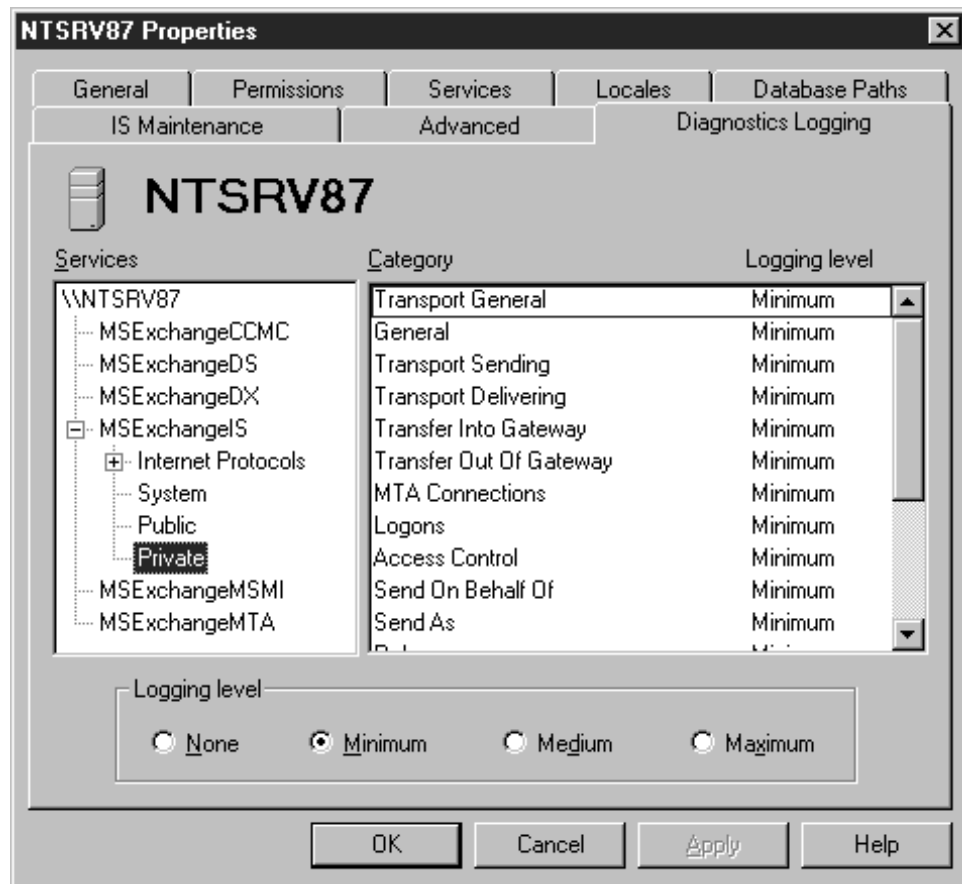 NTSRV87 Properties
General Permissions Services Locales Database Paths
IS Maintenance Advanced Diagnostics Logging
NTSRV87
Services Category Logging level
\\NTSRV87 Transport General Minimum
MSExchangeCCMC General Minimum
MSExchangeDS Transport Sending Minimum
MSExchangeDX Transport Delivering Minimum
MSExchangeIS Transfer Into Gateway Minimum
Internet Protocols Transfer Out Of Gateway Minimum
System MTA Connections Minimum
Public Logons Minimum
Private Access Control Minimum
MSExchangeMSMI Send On Behalf Of Minimum
MSExchangeMTA Send As Minimum
Logging level
None Minimum Medium Maximum
OK Cancel Apply Help